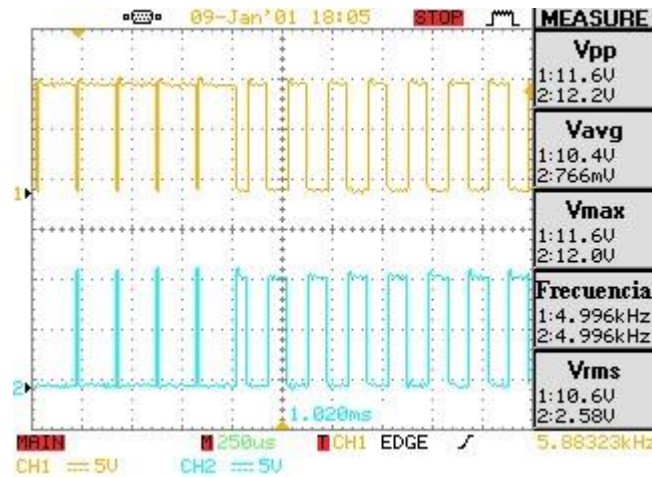 09-Jan'01 18:05 STOP MEASURE
Vpp
1:11.6V
2:12.2V
Vavg
1:10.4V
2:766mV
Vmax
1:11.6V
2:12.0V
Frecuencia
1:4.996kHz
2:4.996kHz
Vrms
1:10.6V
2:2.58V
1
2
1.020ms
MAIN M 250us T CH1 EDGE 5.88323kHz
CH1 5V CH2 5V